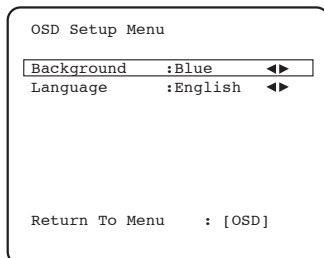 OSD Setup Menu
Background :Blue ◄►
Language :English ◄►
Return To Menu : [OSD]